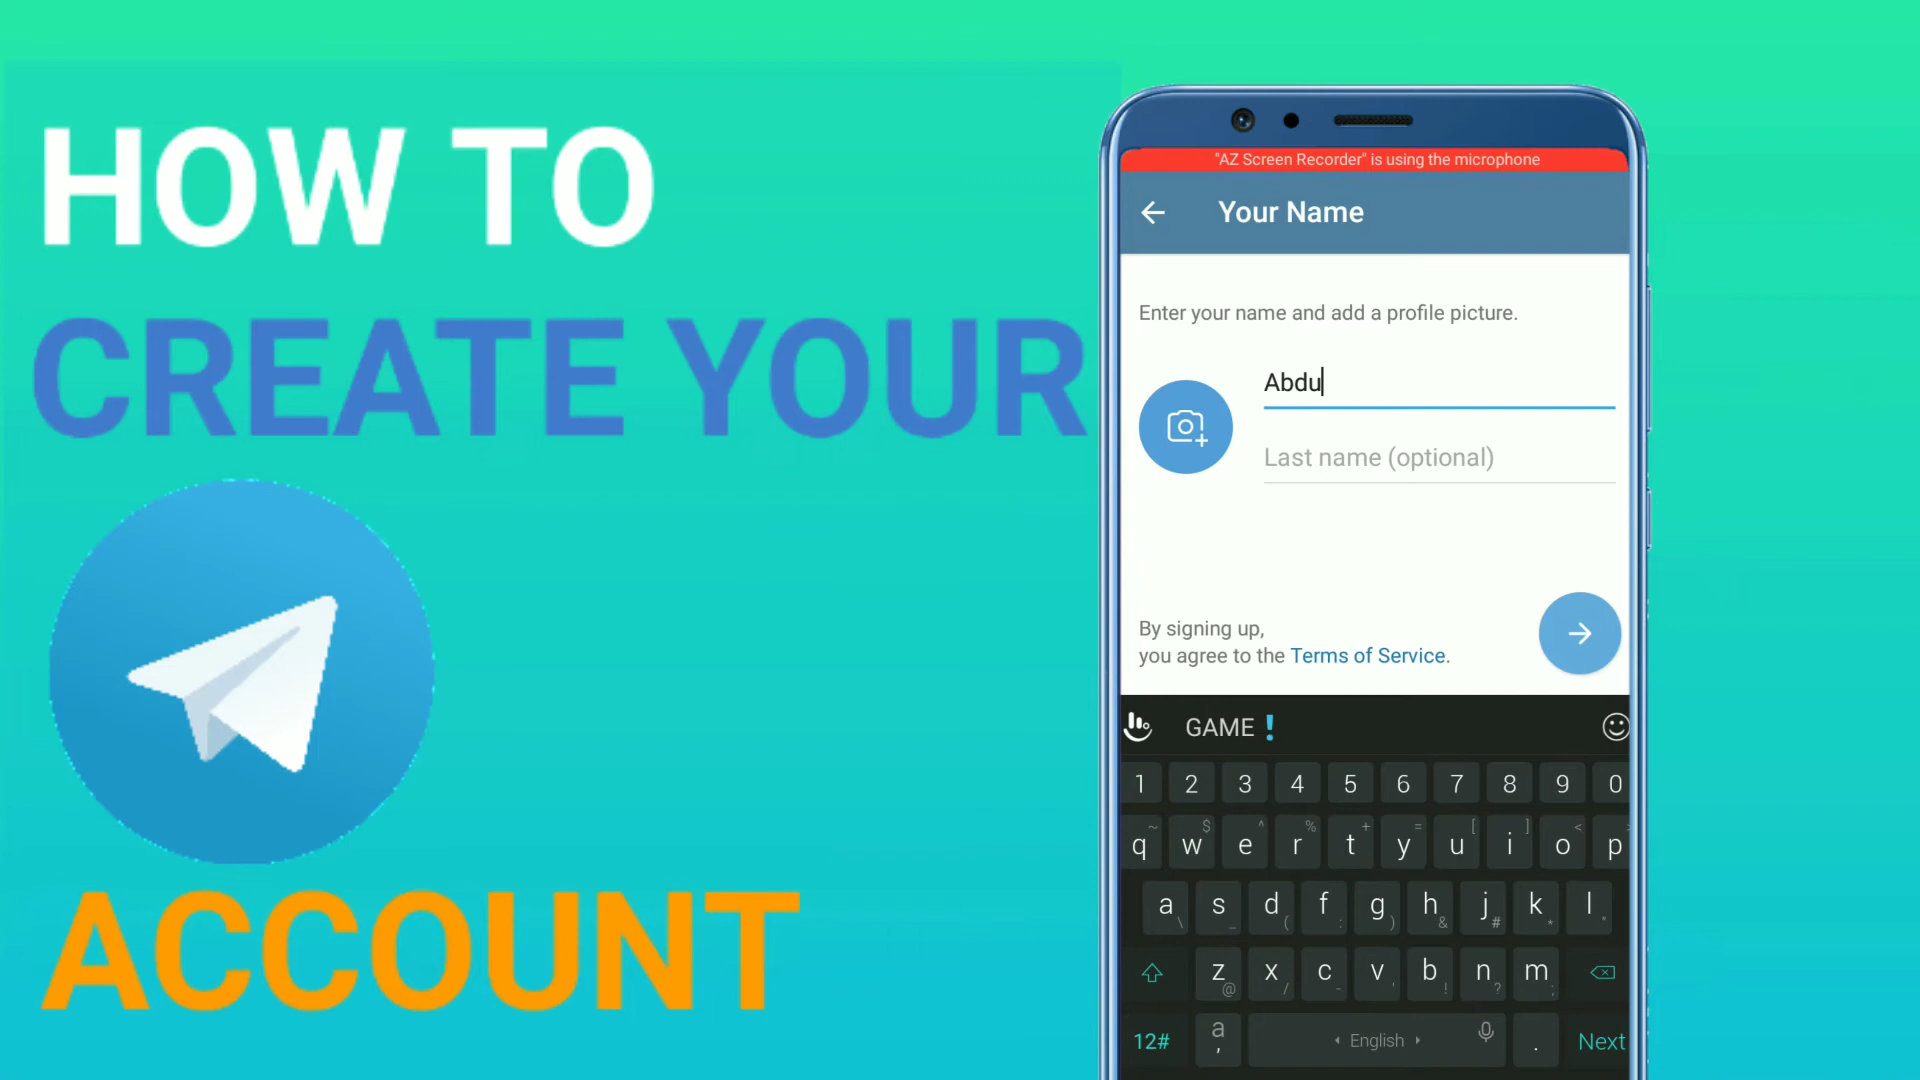 HOW TO
CREATE YOUR
ACCOUNT
"AZ Screen Recorder" is using the microphone
Your Name
Enter your name and add a profile picture.
Abdu
Last name (optional)
By signing up,
you agree to the Terms of Service.
GAME !
1 2 3 4 5 6 7 8 9 0
~ $ ^ % + = [ ] <
q w e r t y u i o p
a s d f g h j k l
\ _ ( : ) & # * "
z x c v b n m
@ / - ' ! ? ;
12# a , English . Next